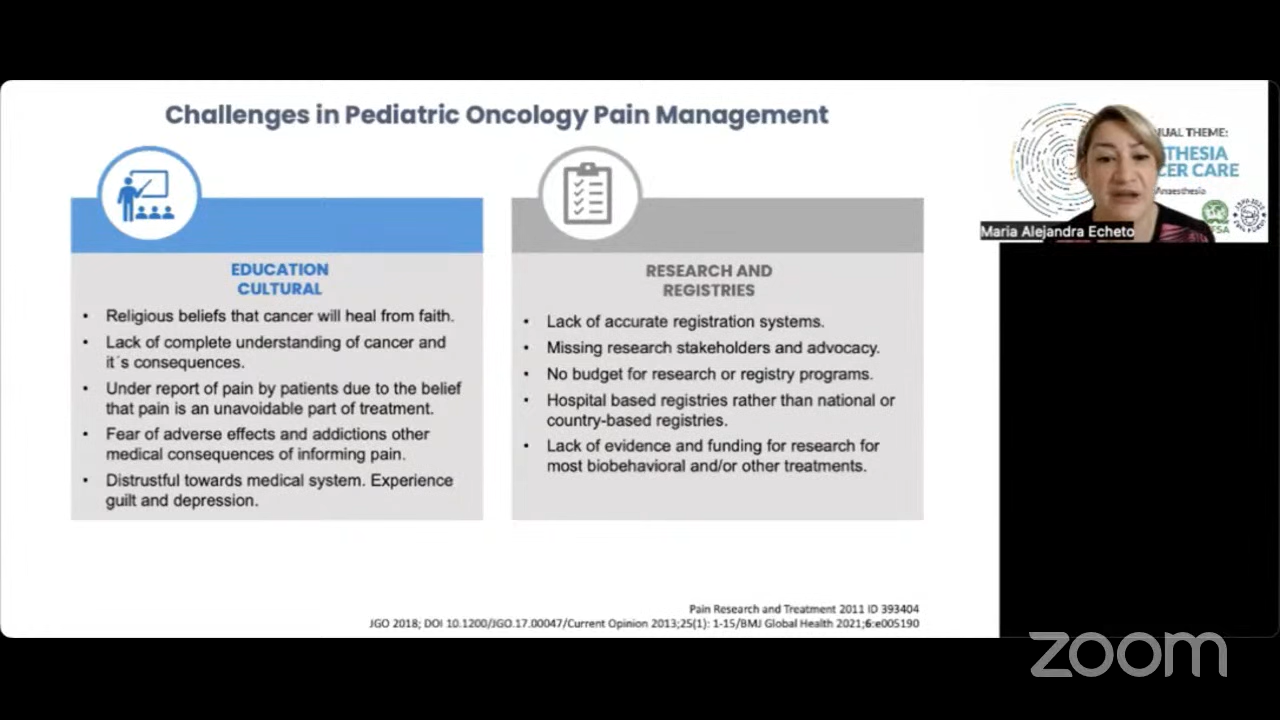 Challenges in Pediatric Oncology Pain Management
EDUCATION
CULTURAL
• Religious beliefs that cancer will heal from faith.
• Lack of complete understanding of cancer and
it´s consequences.
• Under report of pain by patients due to the belief
that pain is an unavoidable part of treatment.
• Fear of adverse effects and addictions other
medical consequences of informing pain.
• Distrustful towards medical system. Experience
guilt and depression.
RESEARCH AND
REGISTRIES
• Lack of accurate registration systems.
• Missing research stakeholders and advocacy.
• No budget for research or registry programs.
• Hospital based registries rather than national or
country-based registries.
• Lack of evidence and funding for research for
most biobehavioral and/or other treatments.
Pain Research and Treatment 2011 ID 393404
JGO 2018; DOI 10.1200/JGO.17.00047/Current Opinion 2013;25(1): 1-15/BMJ Global Health 2021;6:e005190
THEME:
CARE
Maria Alejandra Echeto
zoom